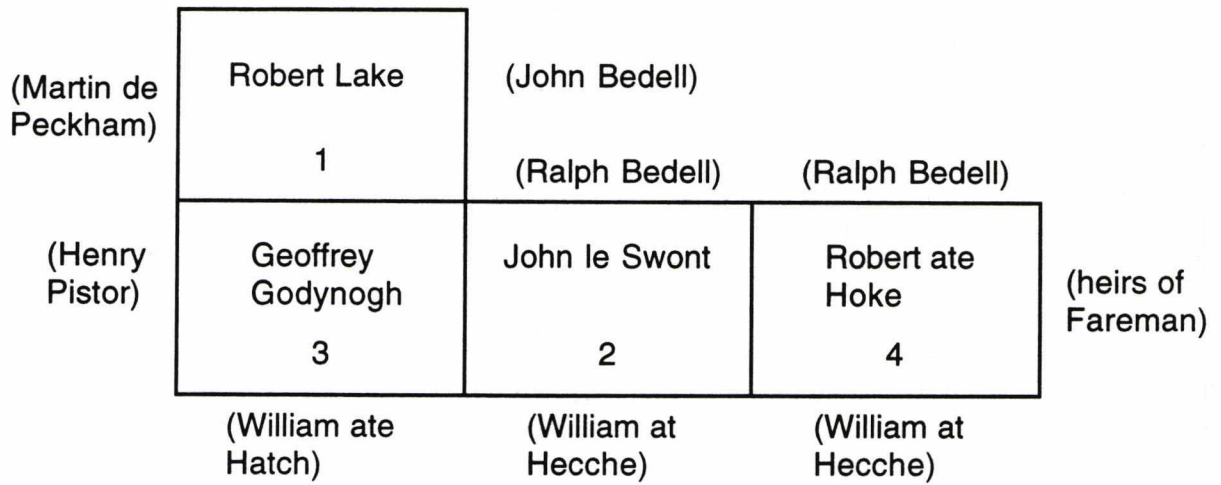 (Martin de
Peckham)
Robert Lake
1
(John Bedell)
(Ralph Bedell)
(Ralph Bedell)
(Henry
Pistor)
Geoffrey
Godynogh
3
John le Swont
2
Robert ate
Hoke
4
(heirs of
Fareman)
(William ate
Hatch)
(William at
Hecche)
(William at
Hecche)